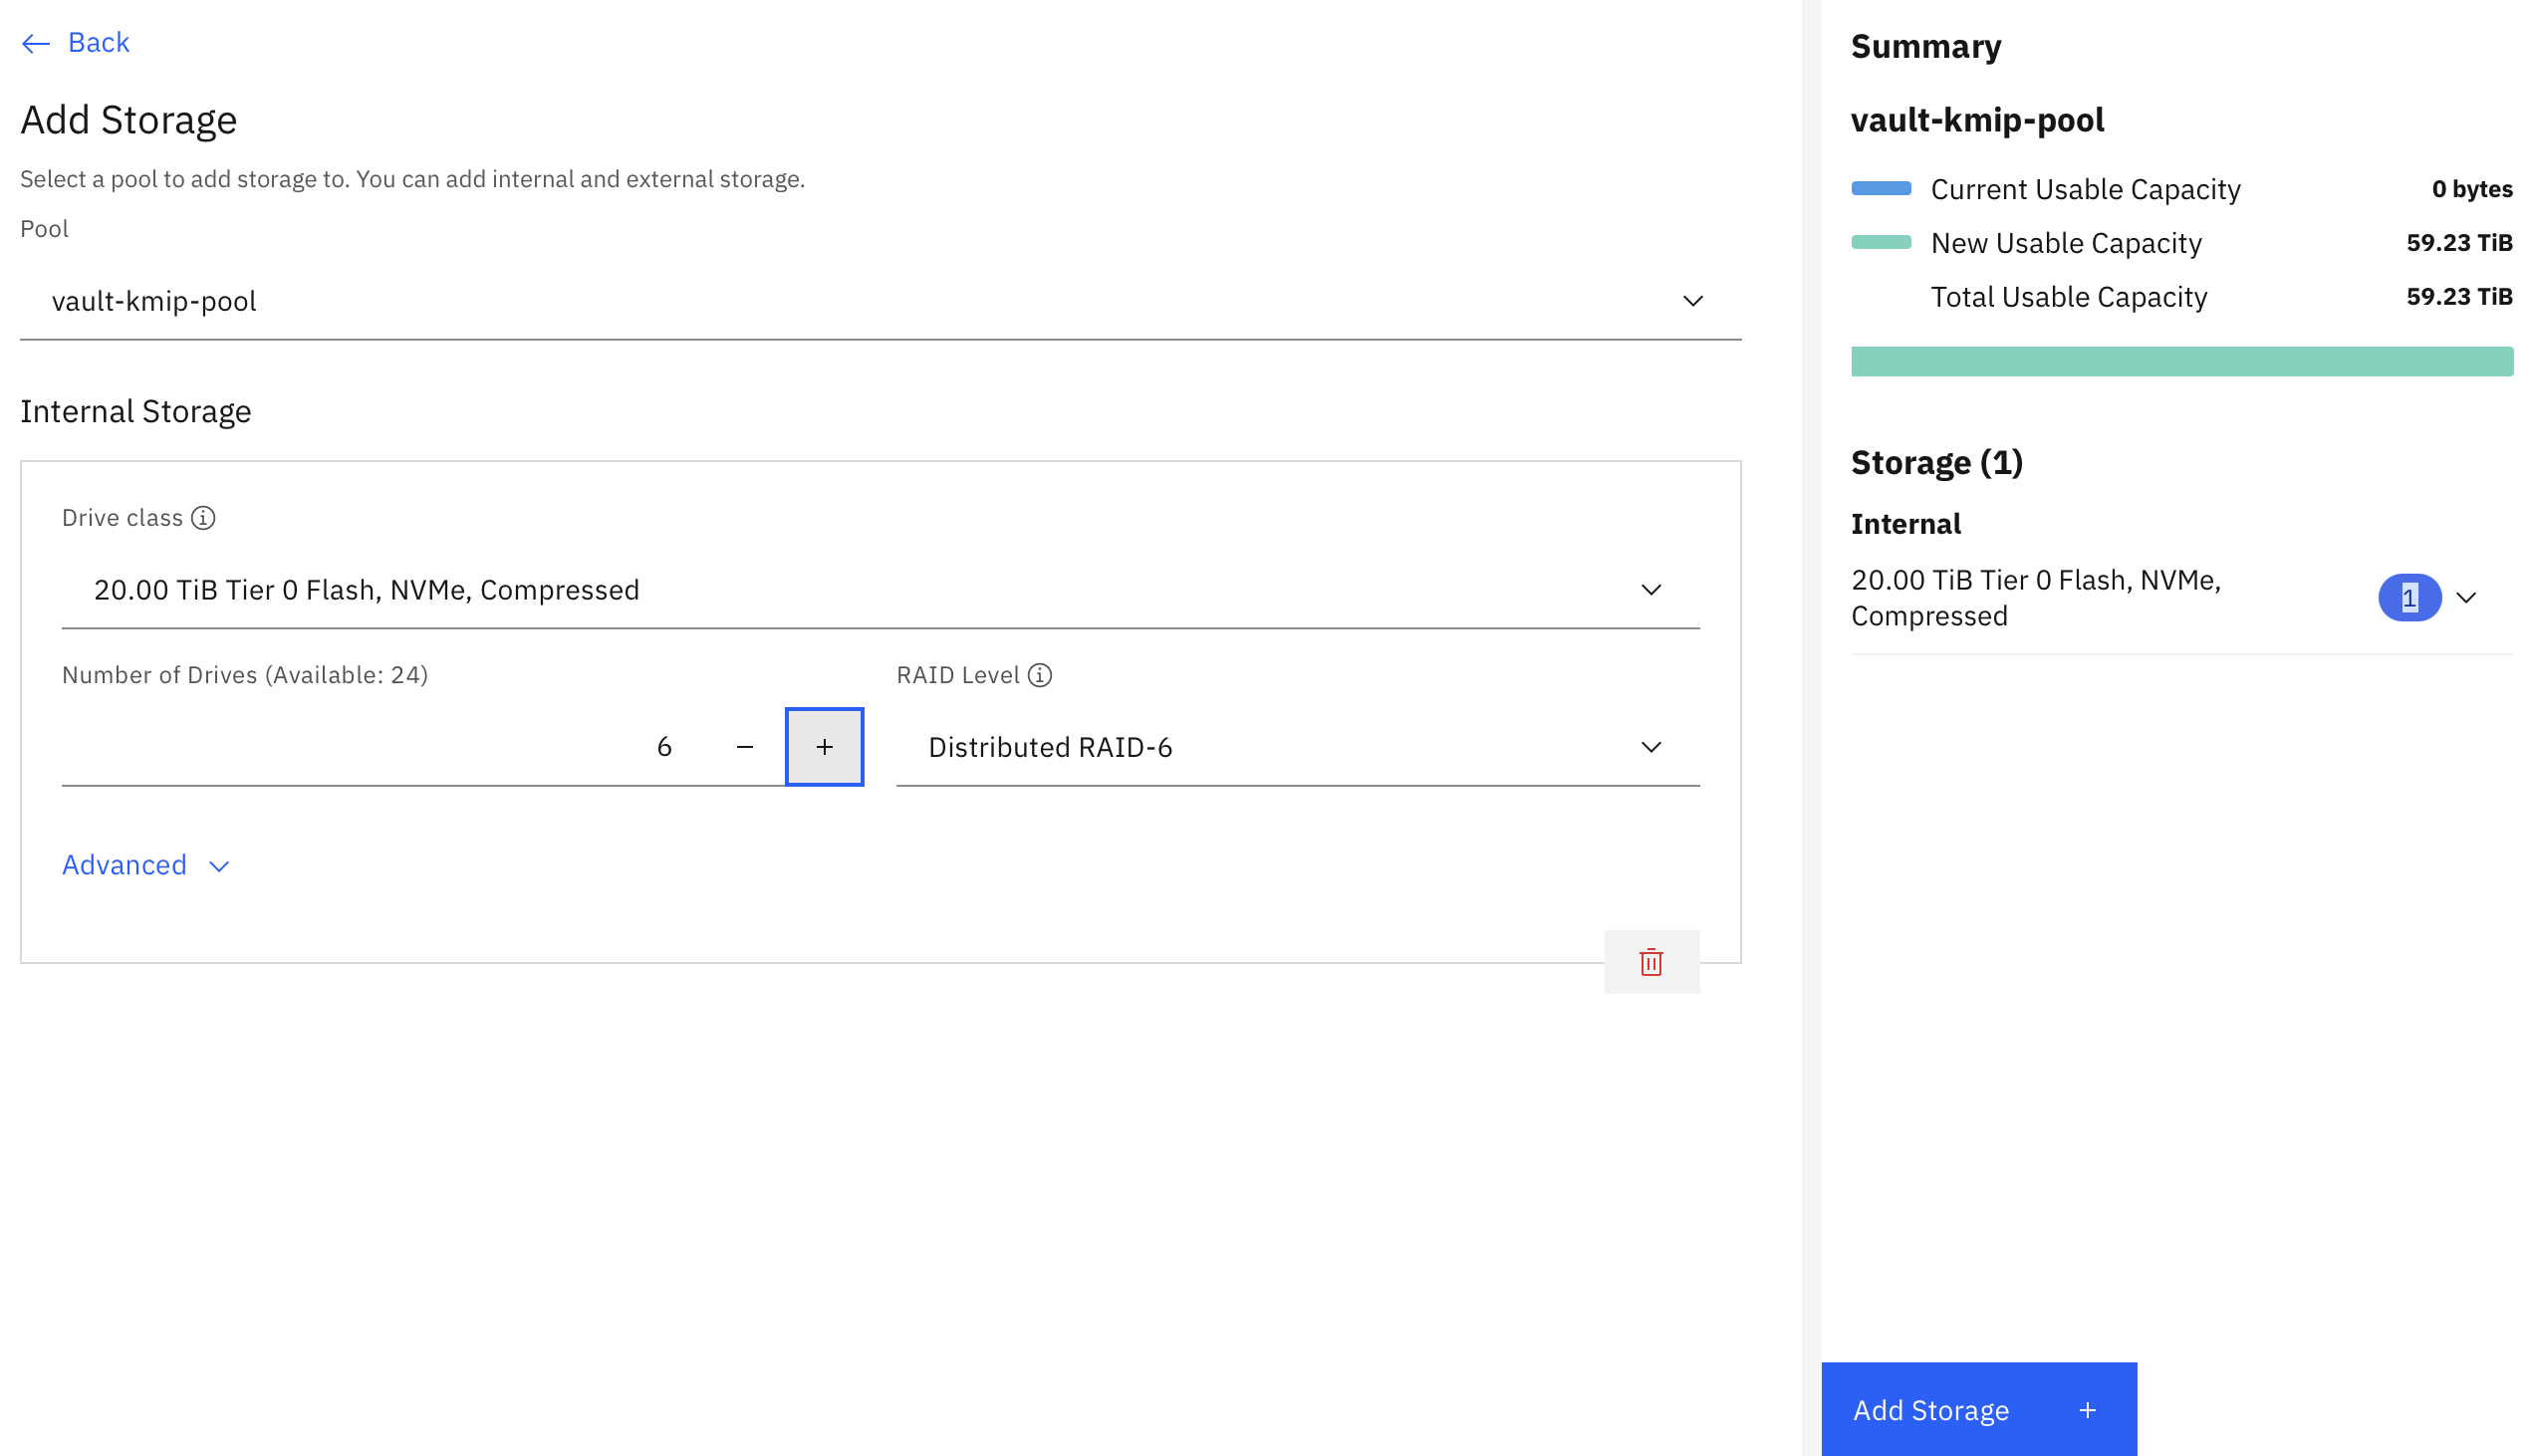 Back
Add Storage
Select a pool to add storage to. You can add internal and external storage.
Pool
vault-kmip-pool
Internal Storage
Drive class
20.00 TiB Tier 0 Flash, NVMe, Compressed
Number of Drives (Available: 24)
6
RAID Level
Distributed RAID-6
Advanced
Summary
vault-kmip-pool
Current Usable Capacity 0 bytes
New Usable Capacity 59.23 TiB
Total Usable Capacity 59.23 TiB
Storage (1)
Internal
20.00 TiB Tier 0 Flash, NVMe,
Compressed
1
Add Storage +